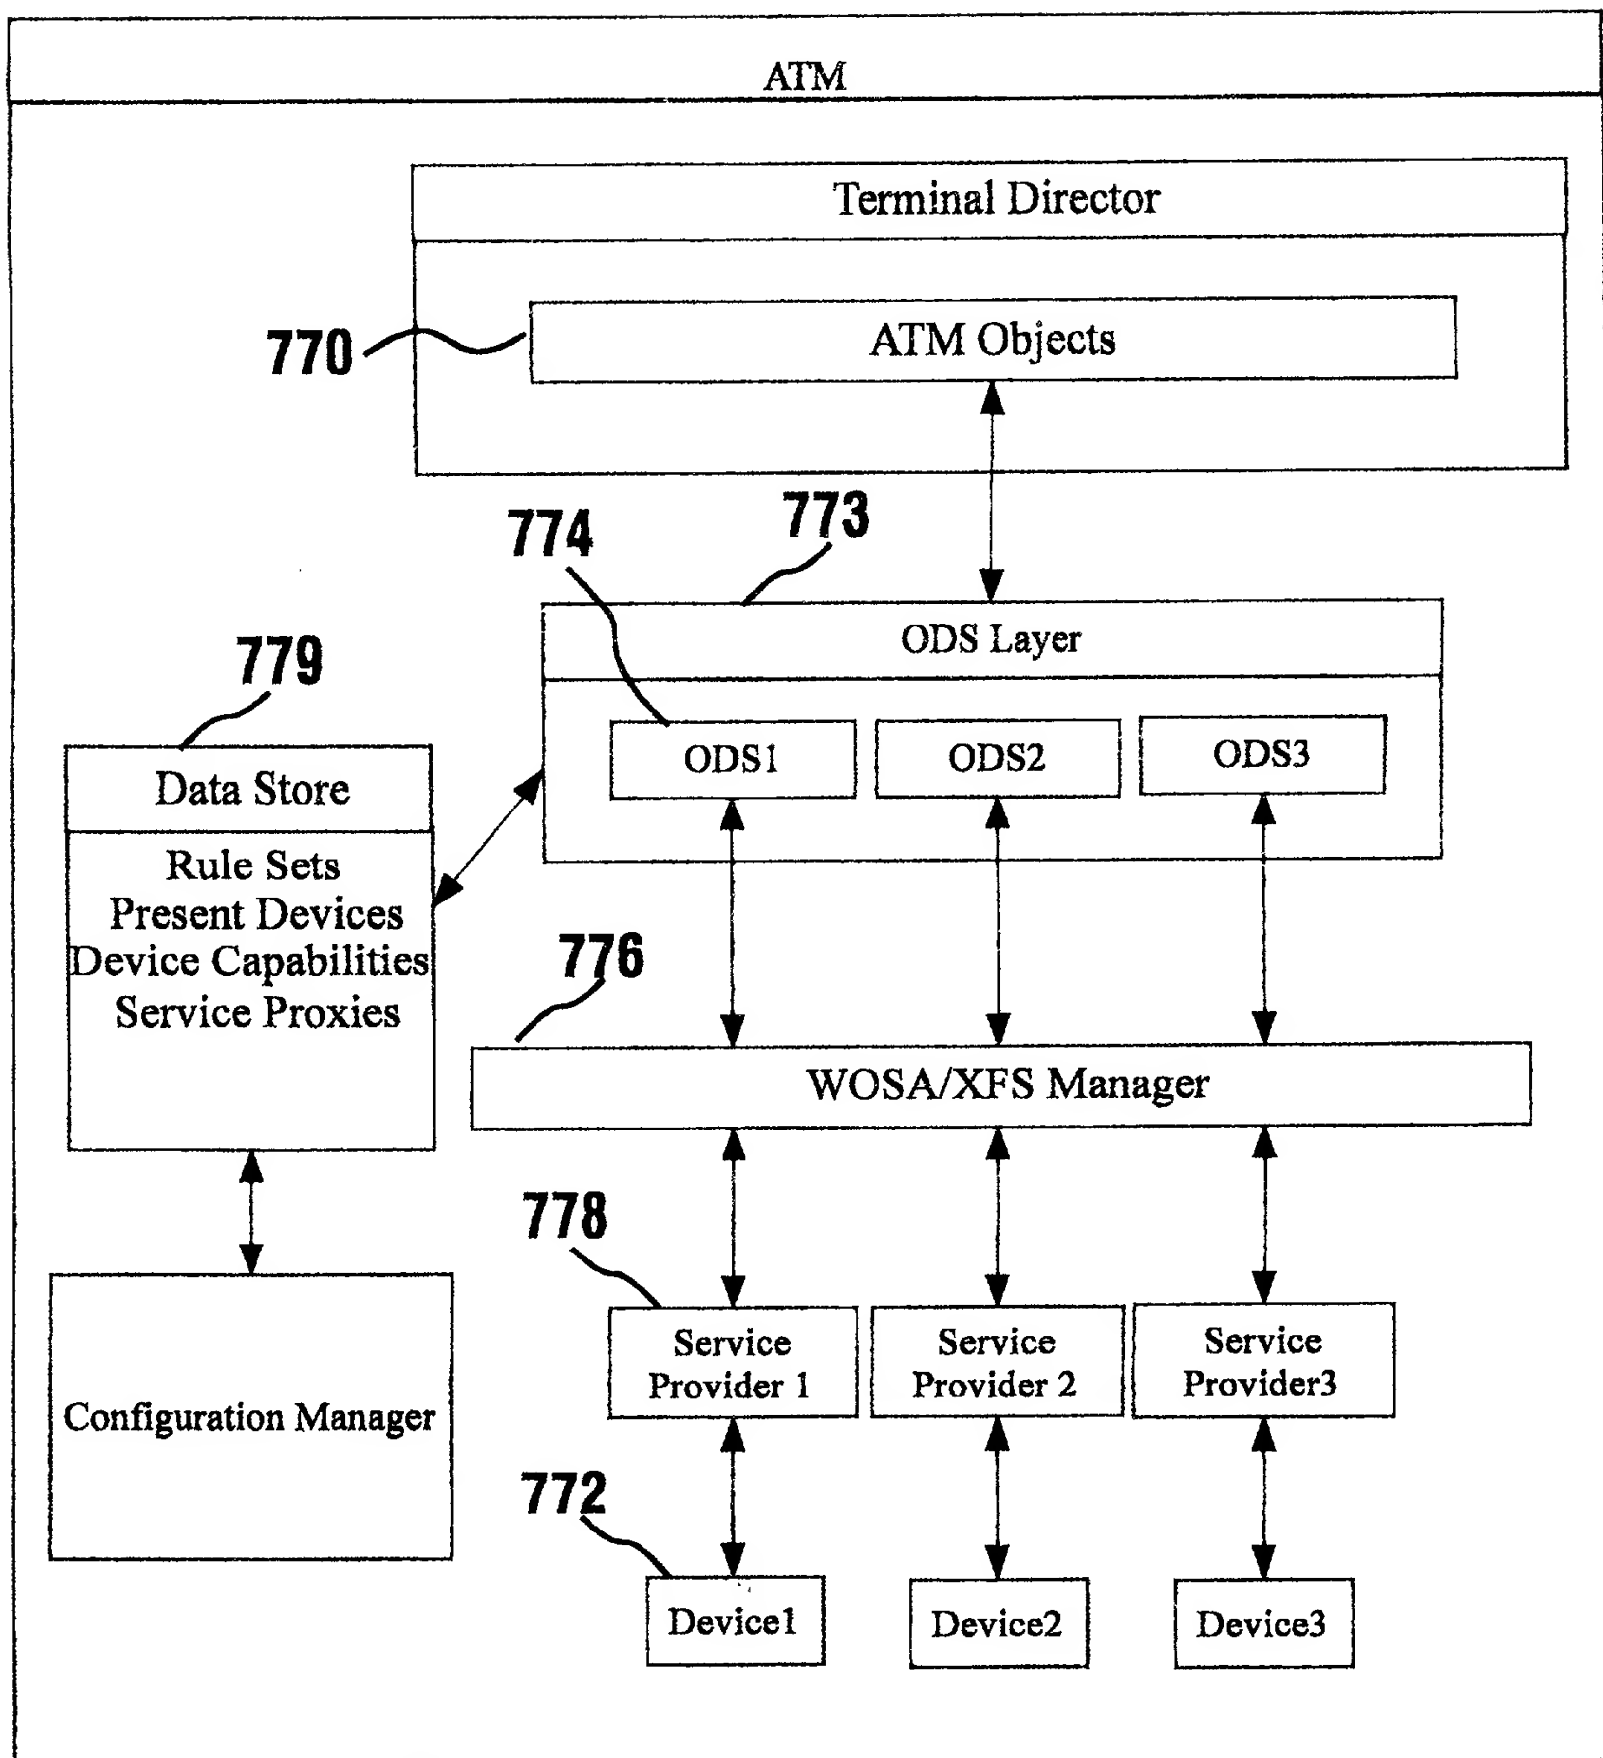 ATM
Terminal Director
770
ATM Objects
773
774
ODS Layer
779
ODS1
ODS2
ODS3
Data Store
Rule Sets
Present Devices
Device Capabilities
Service Proxies
776
WOSA/XFS Manager
778
Service
Provider 1
Service
Provider 2
Service
Provider3
Configuration Manager
772
Device1
Device2
Device3